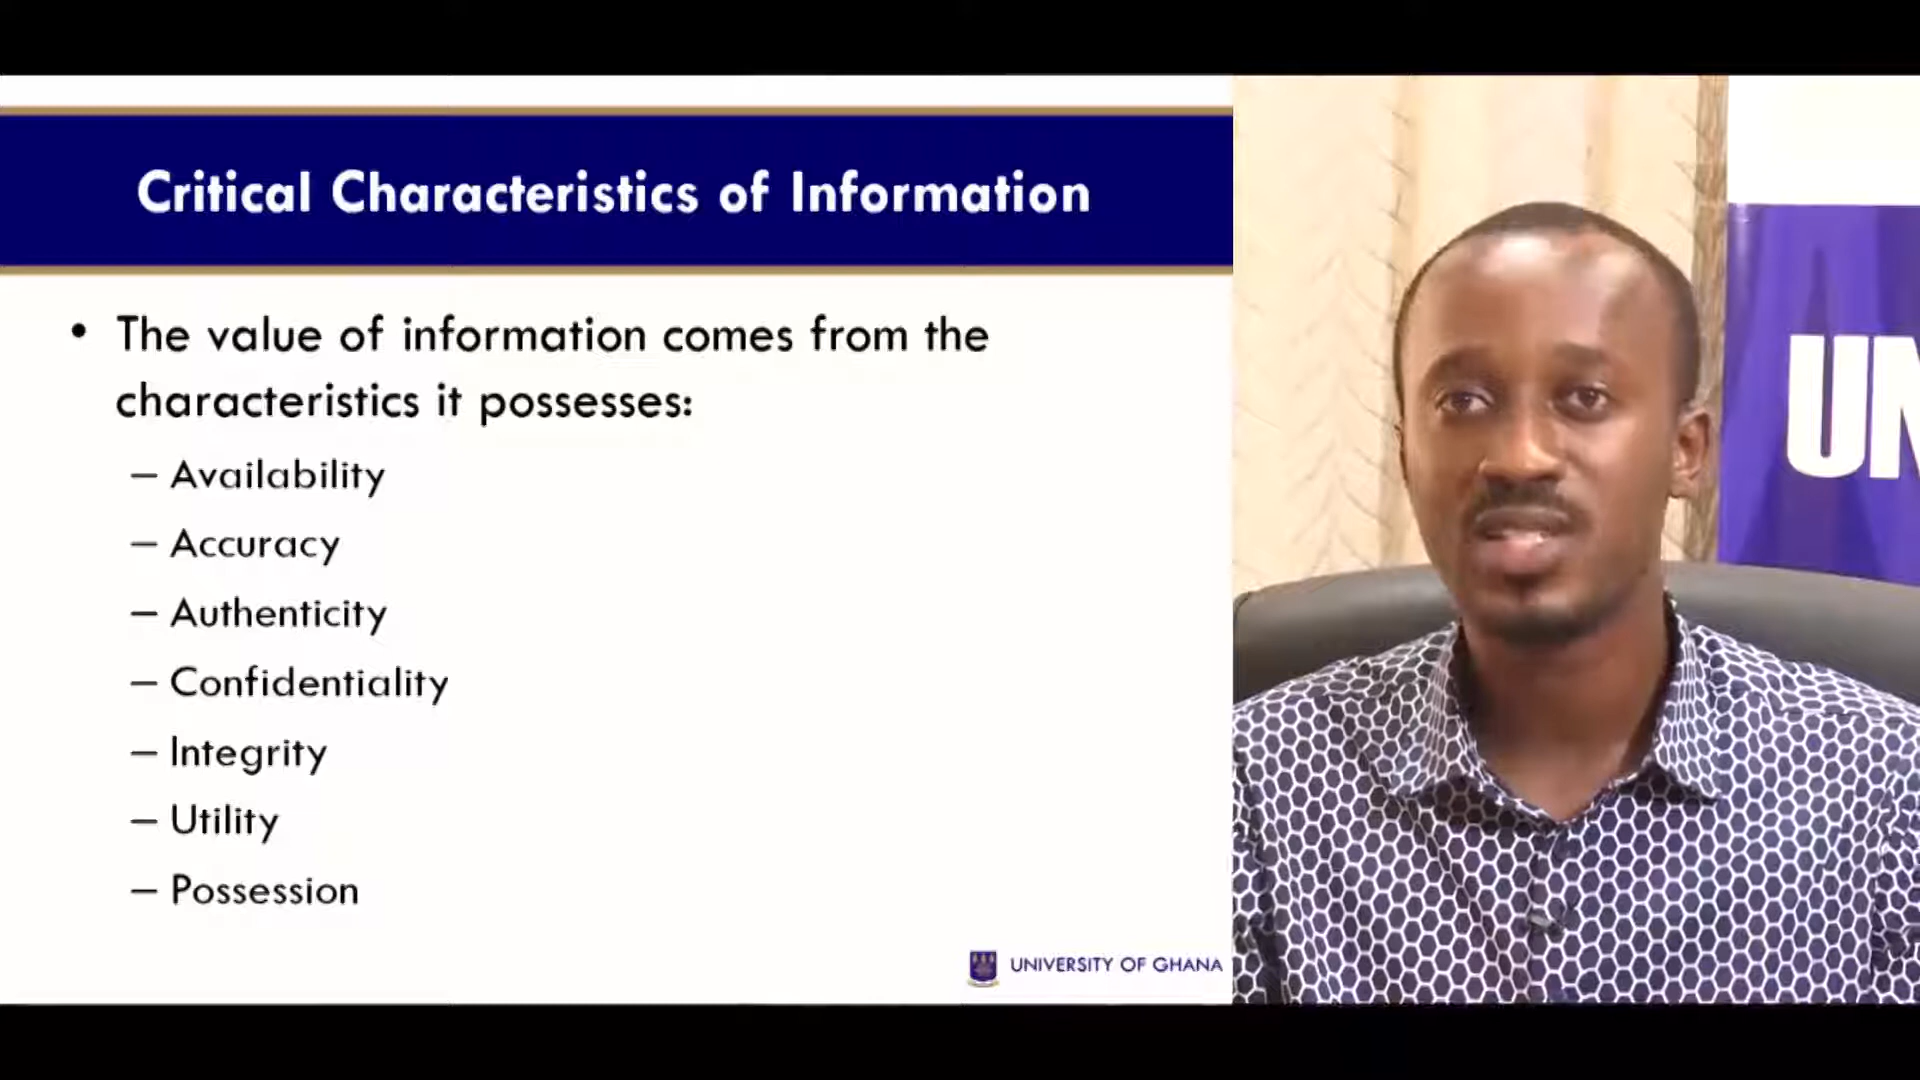 Critical Characteristics of Information
• The value of information comes from the
characteristics it possesses:
– Availability
– Accuracy
– Authenticity
– Confidentiality
– Integrity
– Utility
– Possession
UNIVERSITY OF GHANA
UN